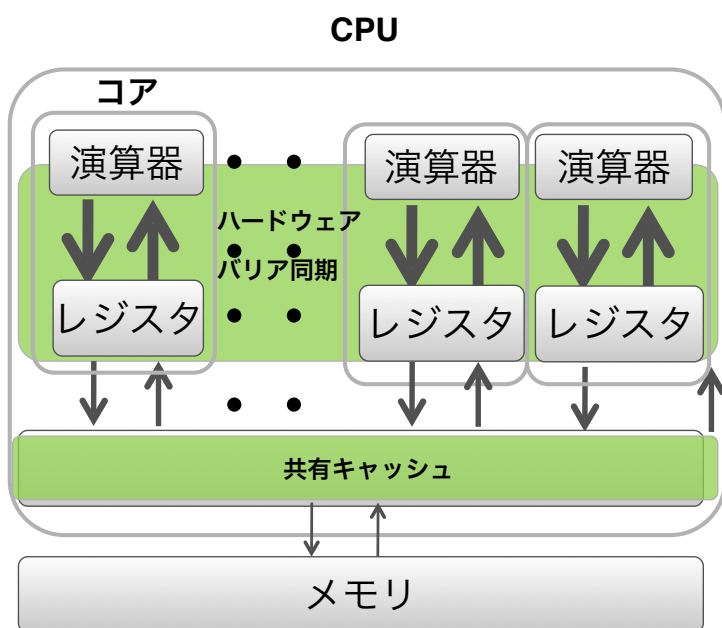 CPU
コア
演算器
演算器
演算器
ハードウェア
バリア同期
レジスタ
レジスタ
レジスタ
共有キャッシュ
メモリ